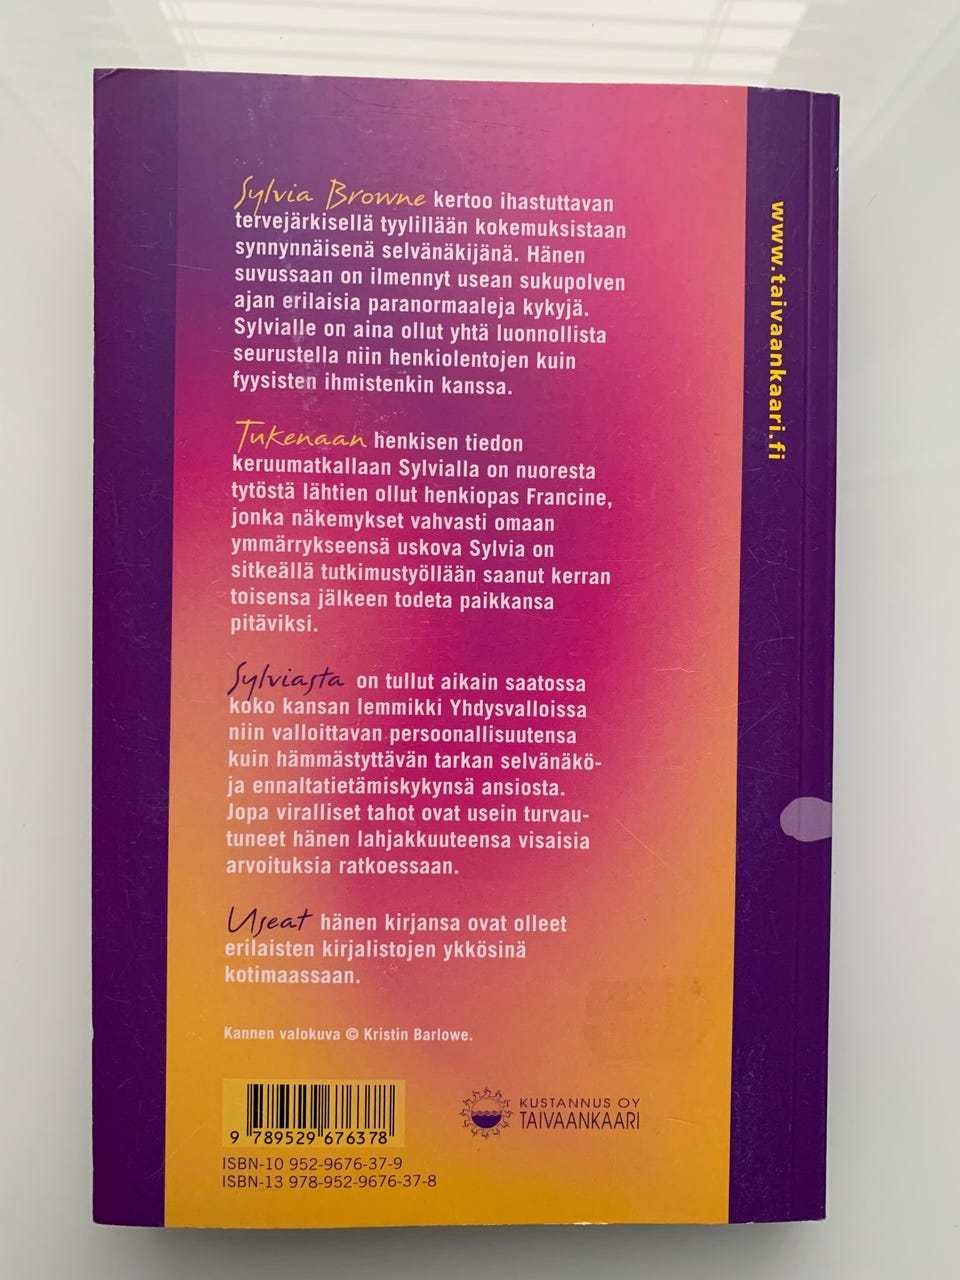 Sylvia Browne kertoo ihastuttavan
tervejärkisellä tyylillään kokemuksistaan
synnynnäisenä selvänäkijänä. Hänen
suvussaan on ilmennyt usean sukupolven
ajan erilaisia paranormaaleja kykyjä.
Sylvialle on aina ollut yhtä luonnollista
seurustella niin henkiolentojen kuin
fyysisten ihmistenkin kanssa.
Tukenaan henkisen tiedon
keruumatkallaan Sylvialla on nuoresta
tytöstä lähtien ollut henkiopas Francine,
jonka näkemykset vahvasti omaan
ymmärrykseensä uskova Sylvia on
sitkeällä tutkimustyöllään saanut kerran
toisensa jälkeen todeta paikkansa
pitäviksi.
Sylviasta on tullut aikain saatossa
koko kansan lemmikki Yhdysvalloissa
niin valloittavan persoonallisuutensa
kuin hämmästyttävän tarkan selvänäkö-
ja ennaltatietämiskykynsä ansiosta.
Jopa viralliset tahot ovat usein turvau-
tuneet hänen lahjakkuuteensa visaisia
arvoituksia ratkoessaan.
Useat hänen kirjansa ovat olleet
erilaisten kirjalistojen ykkösinä
kotimaassaan.
Kannen valokuva © Kristin Barlowe.
9 789529 676378
ISBN-10 952-9676-37-9
ISBN-13 978-952-9676-37-8
KUSTANNUS OY
TAIVAANKAARI
www.taivaankaari.fi